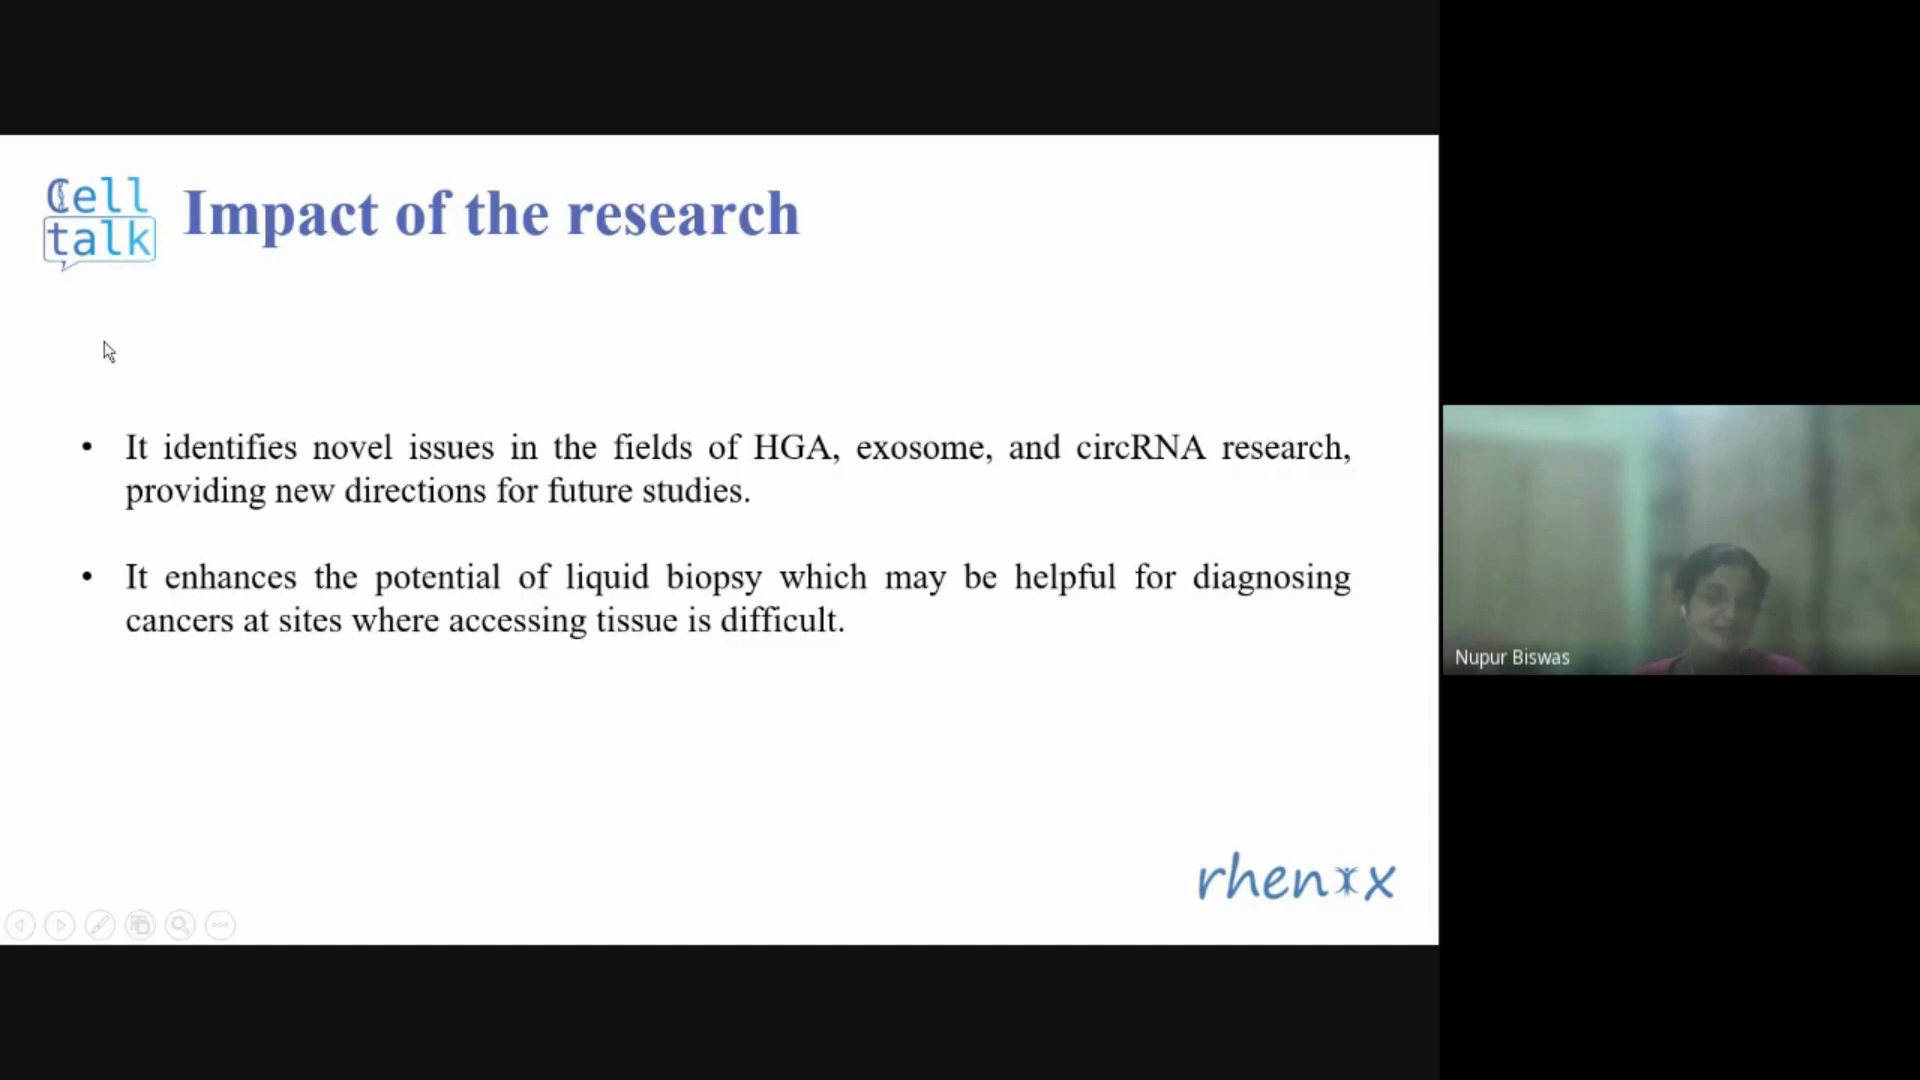 Cell
talk
Impact of the research
• It identifies novel issues in the fields of HGA, exosome, and circRNA research,
providing new directions for future studies.
• It enhances the potential of liquid biopsy which may be helpful for diagnosing
cancers at sites where accessing tissue is difficult.
rhenix
Nupur Biswas